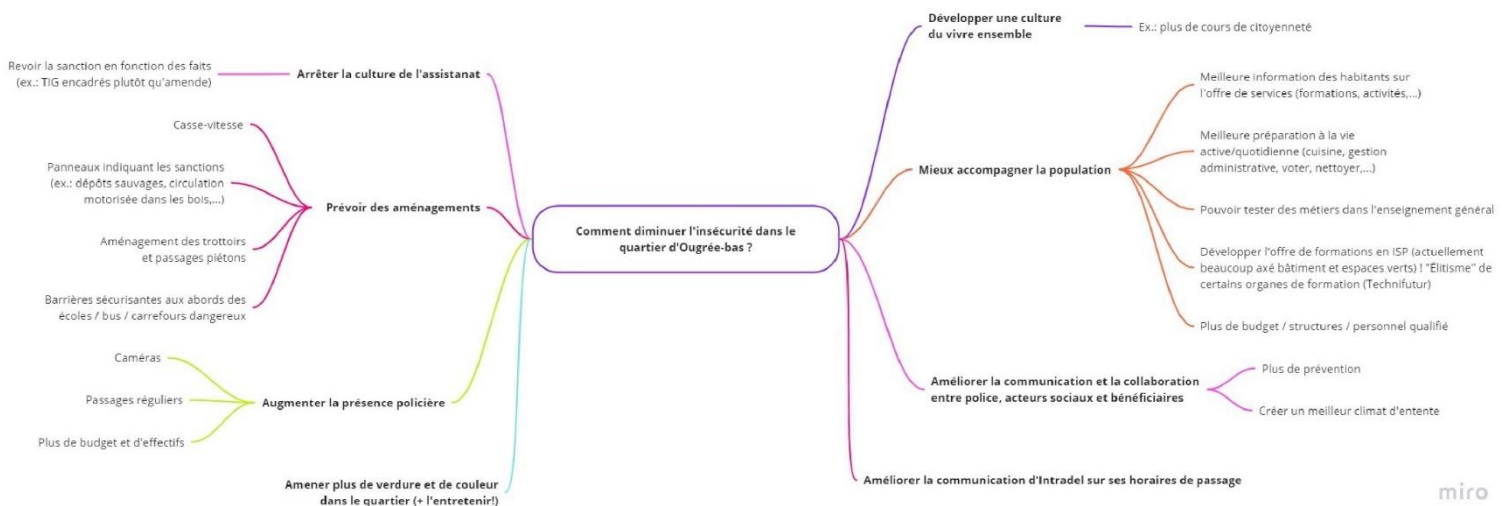 Comment diminuer l'insécurité dans le
quartier d'Ougrée-bas ?
Arrêter la culture de l'assistanat
Revoir la sanction en fonction des faits
(ex.: TIG encadrés plutôt qu'amende)
Prévoir des aménagements
Casse-vitesse
Panneaux indiquant les sanctions
(ex.: dépôts sauvages, circulation
motorisée dans les bois,...)
Aménagement des trottoirs
et passages piétons
Barrières sécurisantes aux abords des
écoles / bus / carrefours dangereux
Augmenter la présence policière
Caméras
Passages réguliers
Plus de budget et d'effectifs
Amener plus de verdure et de couleur
dans le quartier (+ l'entretenir!)
Développer une culture
du vivre ensemble
Ex.: plus de cours de citoyenneté
Mieux accompagner la population
Meilleure information des habitants sur
l'offre de services (formations, activités,...)
Meilleure préparation à la vie
active/quotidienne (cuisine, gestion
administrative, voter, nettoyer,...)
Pouvoir tester des métiers dans l'enseignement général
Développer l'offre de formations en ISP (actuellement
beaucoup axé bâtiment et espaces verts) ! "Élitisme" de
certains organes de formation (Technifutur)
Plus de budget / structures / personnel qualifié
Améliorer la communication et la collaboration
entre police, acteurs sociaux et bénéficiaires
Plus de prévention
Créer un meilleur climat d'entente
Améliorer la communication d'Intradel sur ses horaires de passage
miro